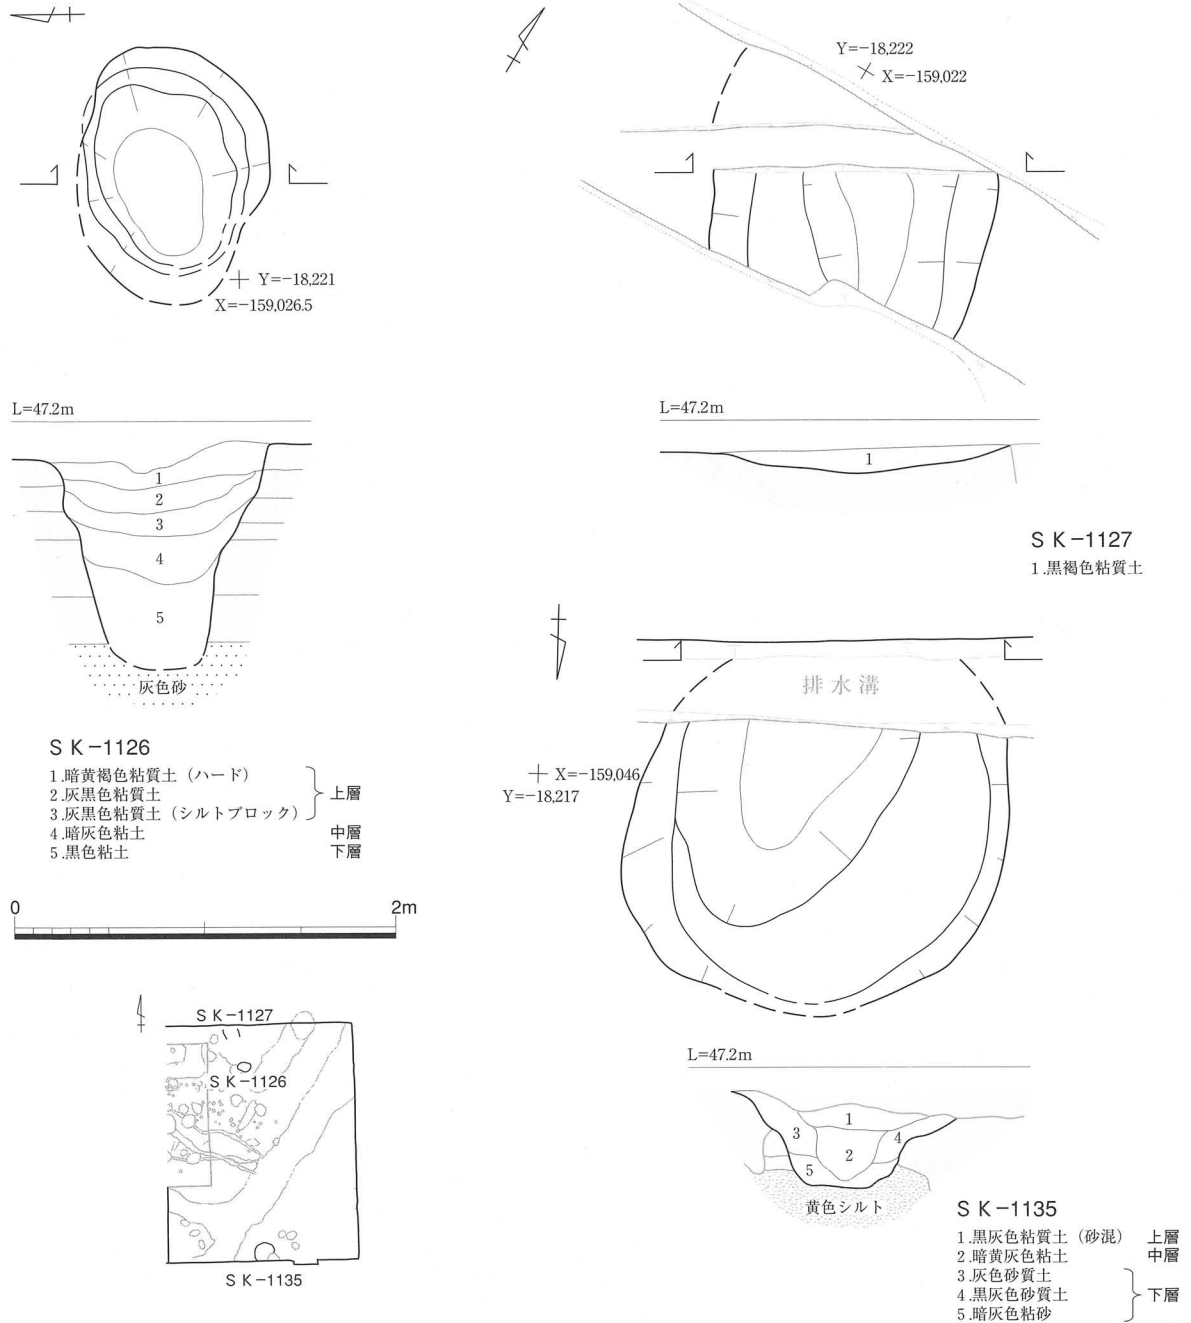 Y=−18,221
X=−159,026.5
L=47.2m
1
2
3
4
5
灰色砂
SK−1126
1.暗黄褐色粘質土（ハード）
2.灰黒色粘質土
3.灰黒色粘質土（シルトブロック）
上層
4.暗灰色粘土 中層
5.黒色粘土 下層
0 2m
SK−1127
SK−1126
SK−1135
Y=−18,222
X=−159,022
L=47.2m
1
SK−1127
1.黒褐色粘質土
排水溝
X=−159,046
Y=−18,217
L=47.2m
1
3
4
2
5
黄色シルト
SK−1135
1.黒灰色粘質土（砂混） 上層
2.暗黄灰色粘土 中層
3.灰色砂質土
4.黒灰色砂質土 下層
5.暗灰色粘砂